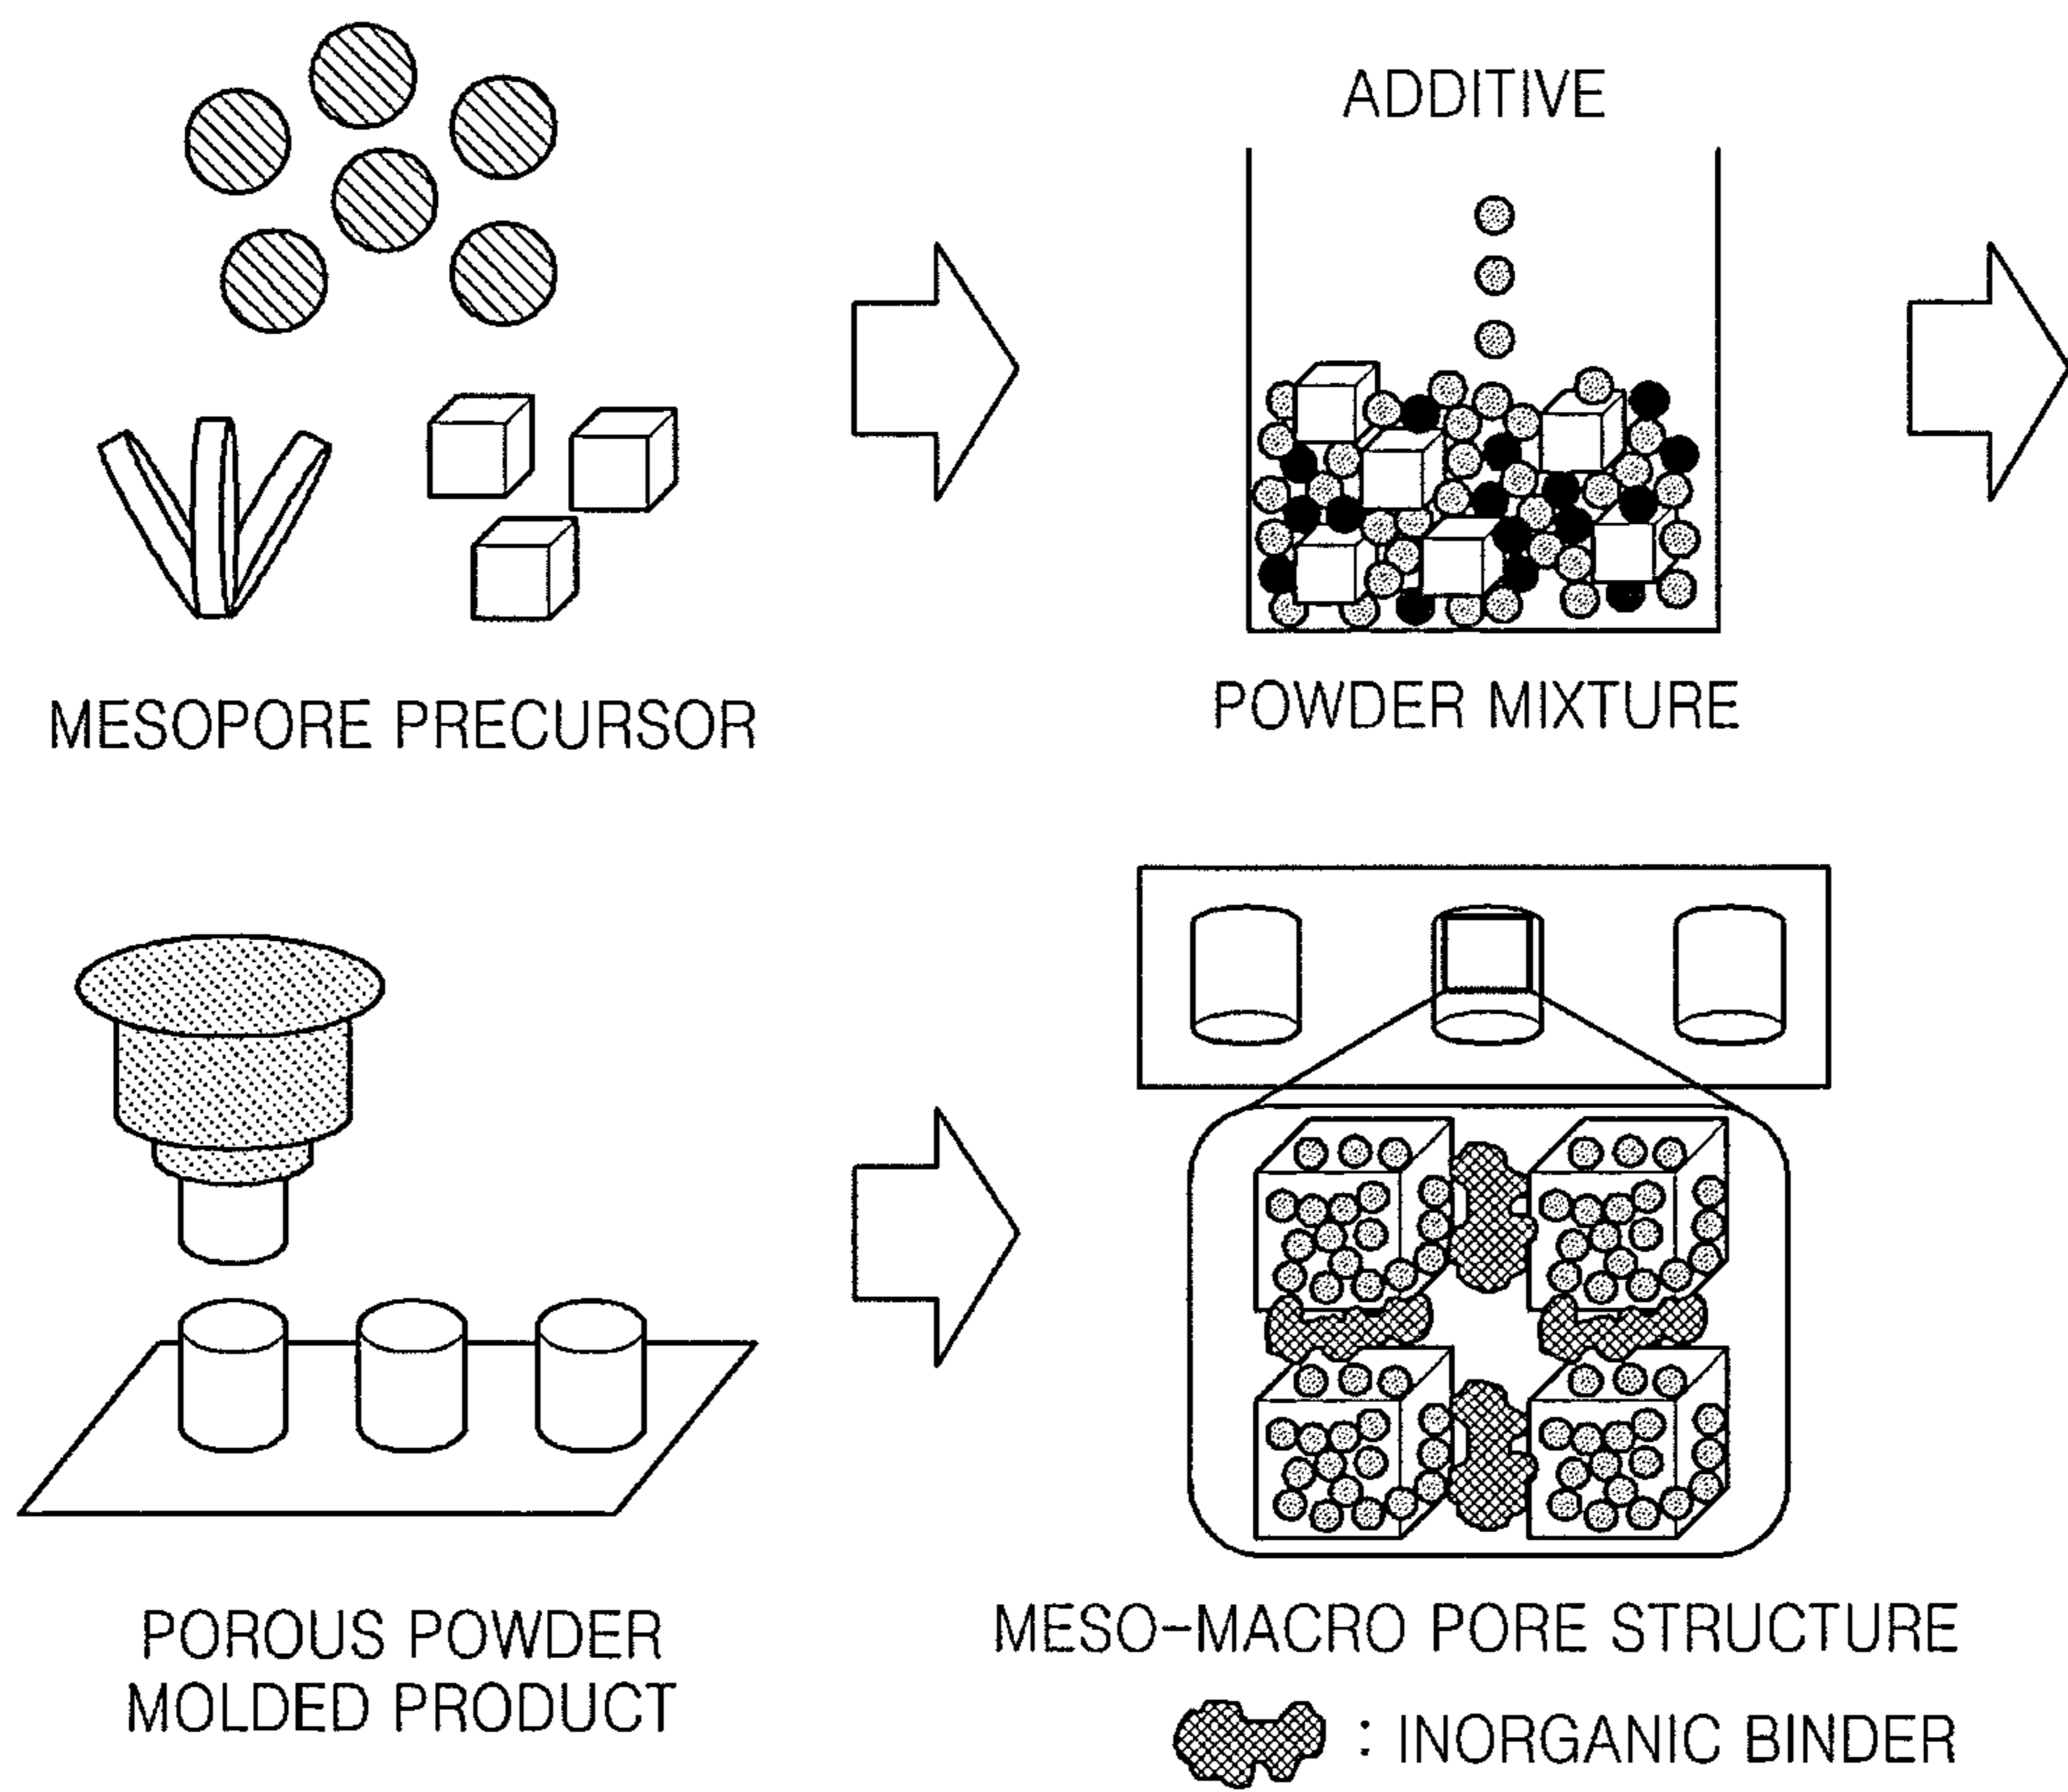 ADDITIVE
MESOPORE PRECURSOR
POWDER MIXTURE
POROUS POWDER
MOLDED PRODUCT
MESO-MACRO PORE STRUCTURE
: INORGANIC BINDER